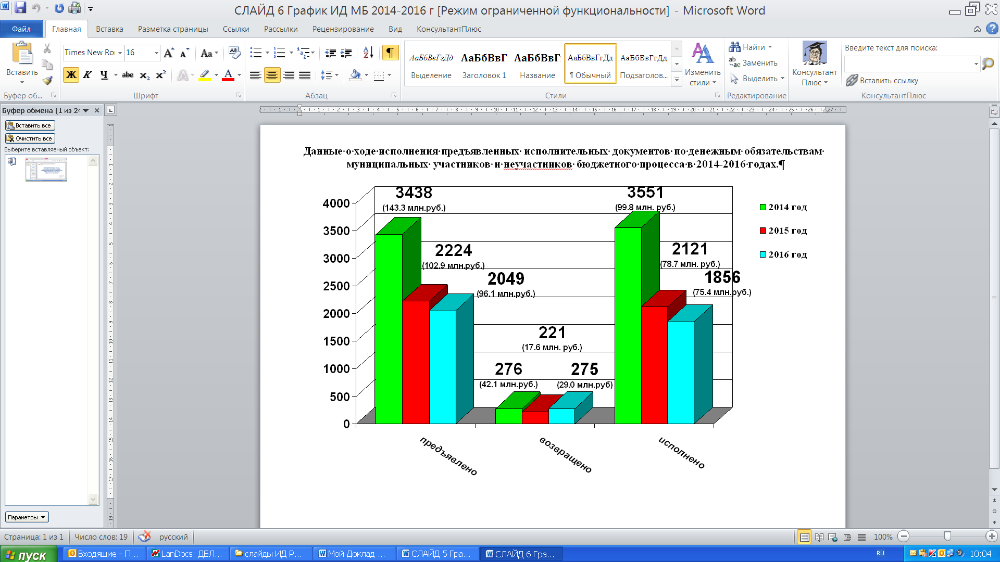 СЛАЙД 6 График ИД МБ 2014-2016 г [Режим ограниченной функциональности] - Microsoft Word
Файл
Главная
Вставка
Разметка страницы
Ссылки
Рассылки
Рецензирование
Вид
КонсультантПлюс
Вставить
Буфер об...
Times New Ro
16
Шрифт
Абзац
АаБбВвГгДд
Выделение
АаБбВвГ
Заголовок 1
АаБбВвГ
Название
АаБбВвГгДд
¶ Обычный
АаБбВвГгДд
Подзаголов...
Стили
Изменить
стили
Найти
Заменить
Выделить
Редактирование
Консультант
Плюс
Введите текст для поиска:
Вставить ссылку
КонсультантПлюс
Буфер обмена (1 из 2
Вставить все
Очистить все
Выберите вставляемый объект:
Параметры
Данные о ходе исполнения предъявленных исполнительных документов по денежным обязательствам
муниципальных участников и неучастников бюджетного процесса в 2014-2016 годах.¶
4000
3500
3000
2500
2000
1500
1000
500
0
3438
(143.3 млн.руб.)
2224
(102.9 млн.руб.)
2049
(96.1 млн.руб.)
276
(42.1 млн.руб.)
221
(17.6 млн. руб.)
275
(29.0 млн.руб)
3551
(99.8 млн. руб.)
2121
(78.7 млн. руб.)
1856
(75.4 млн.руб.)
предъявлено
возвращено
исполнено
2014 год
2015 год
2016 год
Страница: 1 из 1
Число слов: 19
русский
100%
пуск
Входящие - П...
LanDocs: ДЕЛ...
слайды ИД Р...
Мой Доклад ...
СЛАЙД 5 Гра...
СЛАЙД 6 Гра...
RU
10:04